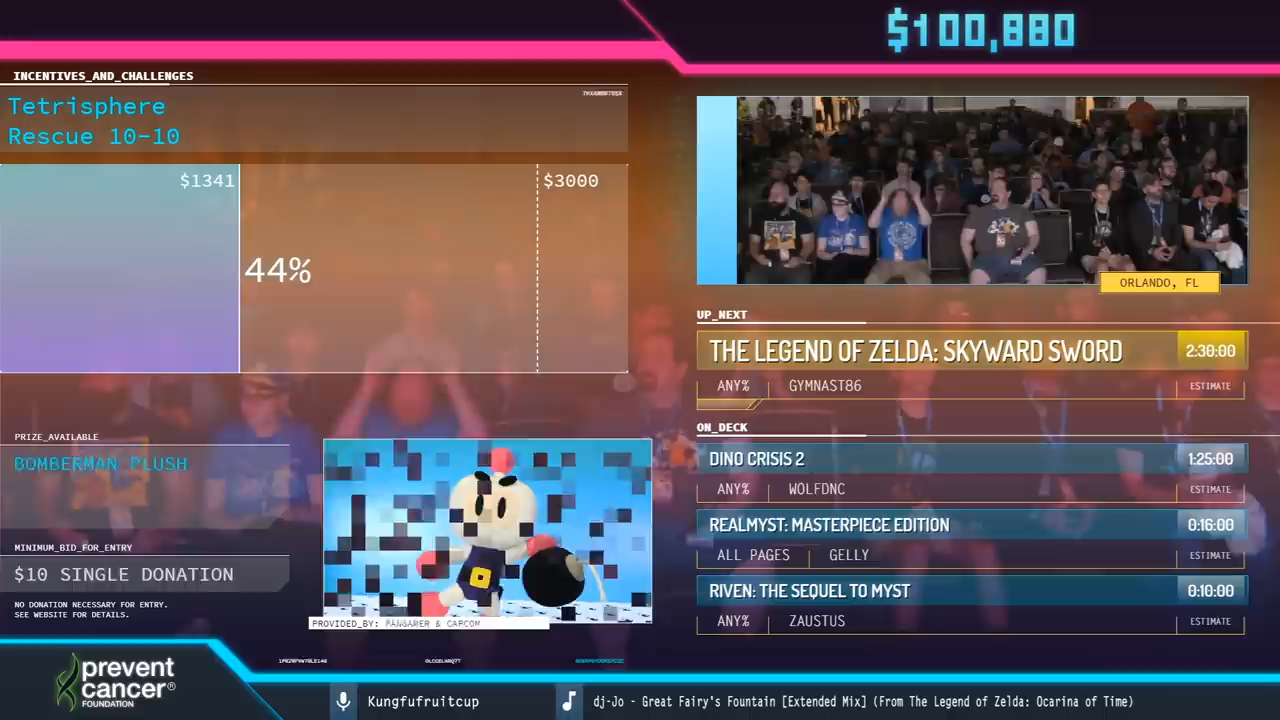 $100,880
INCENTIVES_AND_CHALLENGES
Tetrisphere
Rescue 10-10
$1341
$3000
44%
ORLANDO, FL
UP_NEXT
THE LEGEND OF ZELDA: SKYWARD SWORD
2:30:00
ANY%
GYMNAST86
ESTIMATE
ON_DECK
DINO CRISIS 2
1:25:00
ANY%
WOLFDNC
ESTIMATE
REALMYST: MASTERPIECE EDITION
0:16:00
ALL PAGES
GELLY
ESTIMATE
RIVEN: THE SEQUEL TO MYST
0:10:00
ANY%
ZAUSTUS
ESTIMATE
PRIZE_AVAILABLE
BOMBERMAN PLUSH
MINIMUM_BID_FOR_ENTRY
$10 SINGLE DONATION
NO DONATION NECESSARY FOR ENTRY.
SEE WEBSITE FOR DETAILS.
PROVIDED_BY: FANGAMER & CAPCOM
prevent
cancer®
FOUNDATION
Kungfufruitcup
dj-Jo - Great Fairy's Fountain [Extended Mix] (From The Legend of Zelda: Ocarina of Time)